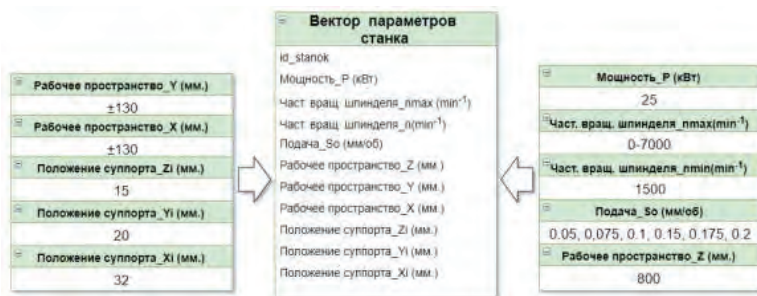 Рабочее пространство_Y (мм.)
±130
Рабочее пространство_X (мм.)
±130
Положение суппорта_Zi (мм.)
15
Положение суппорта_Yi (мм.)
20
Положение суппорта_Xi (мм.)
32
Вектор параметров
станка
id_stanok
Мощность_P (кВт)
Част. вращ. шпинделя_nmax (min⁻¹)
Част. вращ. шпинделя_n(min⁻¹)
Подача_So (мм/об)
Рабочее пространство_Z (мм.)
Рабочее пространство_Y (мм.)
Рабочее пространство_X (мм.)
Положение суппорта_Zi (мм.)
Положение суппорта_Yi (мм.)
Положение суппорта_Xi (мм.)
Мощность_P (кВт)
25
Част. вращ. шпинделя_nmax(min⁻¹)
0-7000
Част. вращ. шпинделя_nmin(min⁻¹)
1500
Подача_So (мм/об)
0.05, 0,075, 0.1, 0.15, 0.175, 0.2
Рабочее пространство_Z (мм.)
800